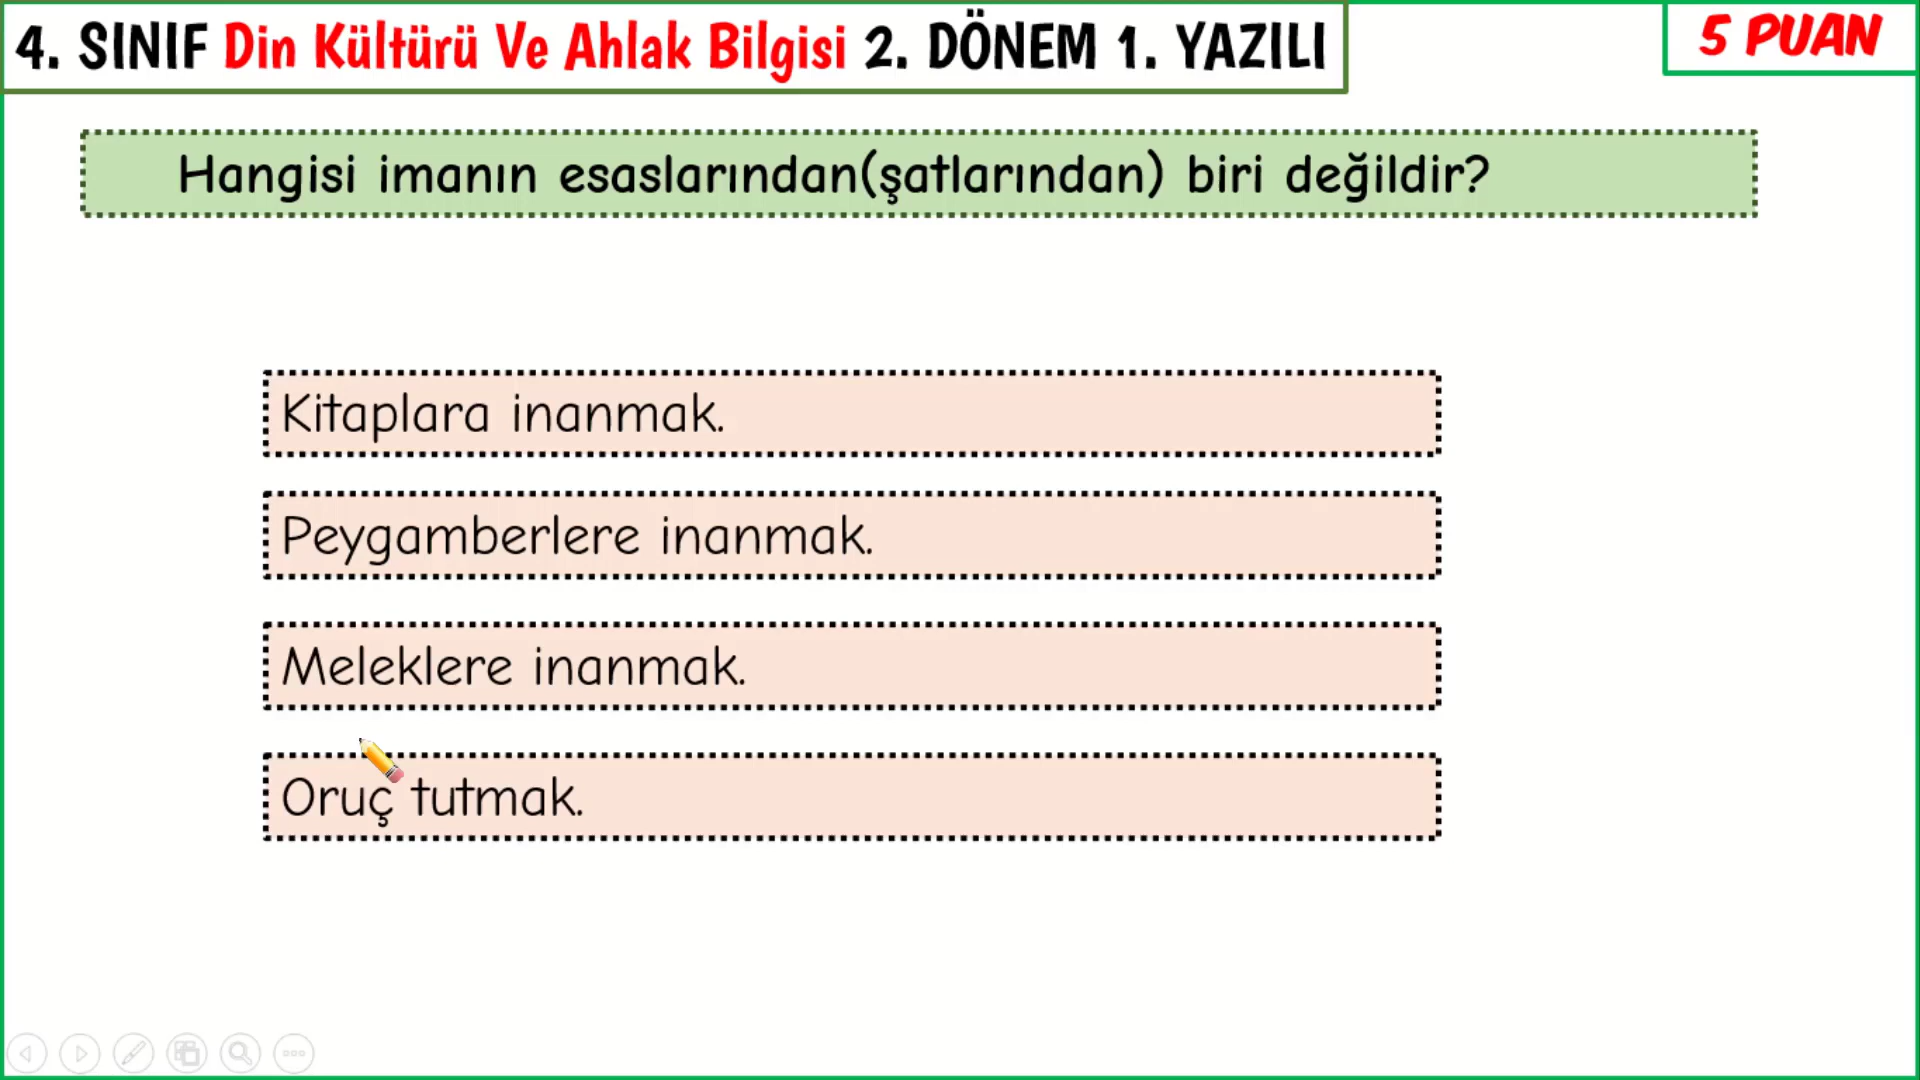 4. SINIF Din Kültürü Ve Ahlak Bilgisi 2. DÖNEM 1. YAZILI
5 PUAN
Hangisi imanın esaslarından(şatlarından) biri değildir?
Kitaplara inanmak.
Peygamberlere inanmak.
Meleklere inanmak.
Oruç tutmak.